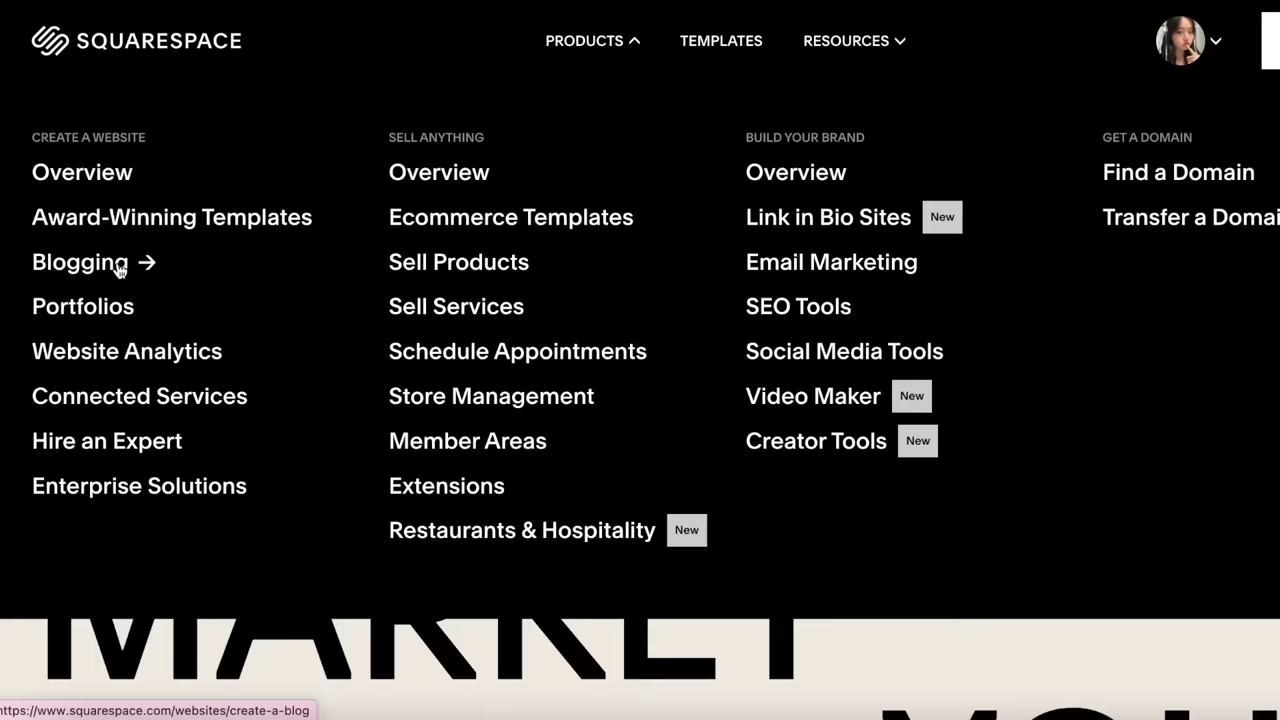 SQUARESPACE
PRODUCTS
TEMPLATES
RESOURCES
CREATE A WEBSITE
Overview
Award-Winning Templates
Blogging →
Portfolios
Website Analytics
Connected Services
Hire an Expert
Enterprise Solutions
SELL ANYTHING
Overview
Ecommerce Templates
Sell Products
Sell Services
Schedule Appointments
Store Management
Member Areas
Extensions
Restaurants & Hospitality New
BUILD YOUR BRAND
Overview
Link in Bio Sites New
Email Marketing
SEO Tools
Social Media Tools
Video Maker New
Creator Tools New
GET A DOMAIN
Find a Domain
Transfer a Domai
MARKET
YOU
https://www.squarespace.com/websites/create-a-blog